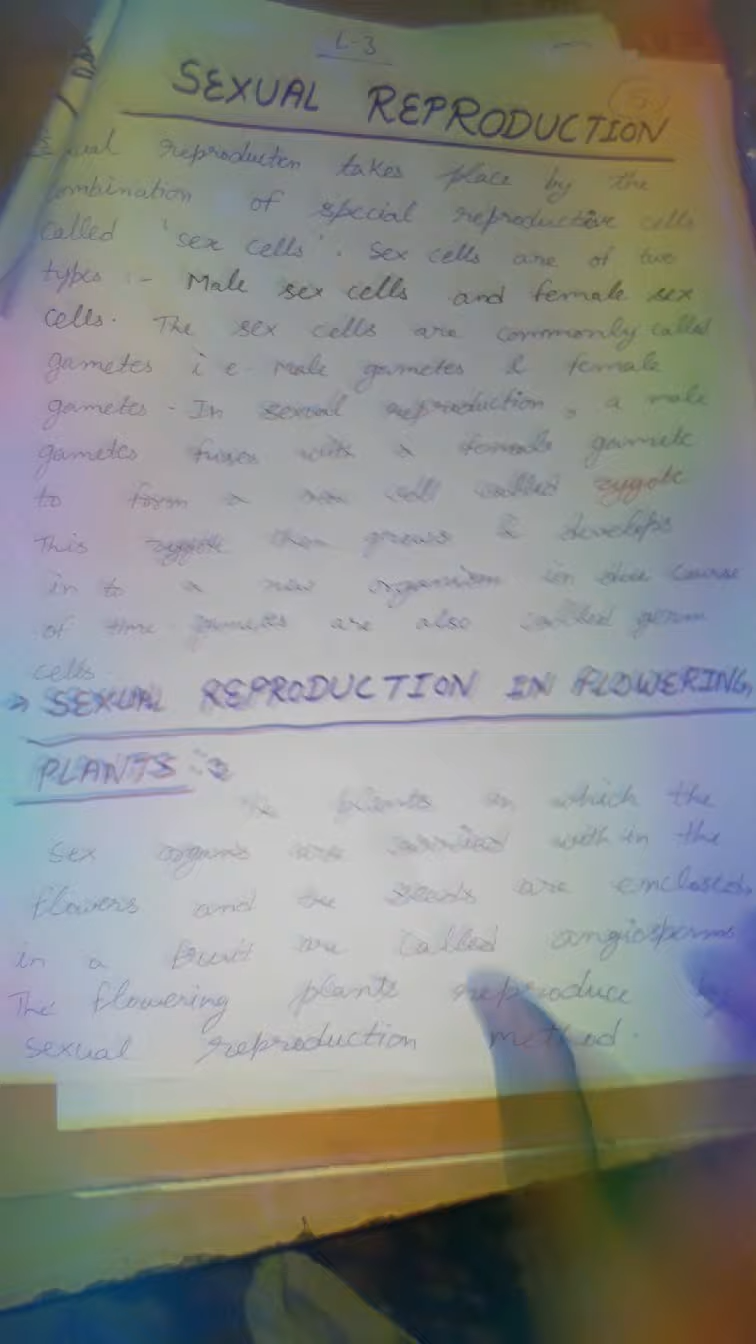 L-3
SEXUAL REPRODUCTION
reproducten takes place by the
combination of special reproductive cells
called 'sex cells'. Sex cells are of two
types :- Male sex cells and female sex
cells. The sex cells are commonly called
gametes i e- Male gametes & female
gametes - In sexual reproduction, a male
gametes fuses with a female gamete
to form a new cell called zygote
This zygote then grows & develops
in to a new organism in due course
of time gametes are also called germ
cells
→ SEXUAL REPRODUCTION IN FLOWERING
PLANTS :-
The plants in which the
sex organs are carried with in the
flowers and the seeds are enclosed
in a fruit are called angiosperms
The flowering plants reproduce by
sexual reproduction method.